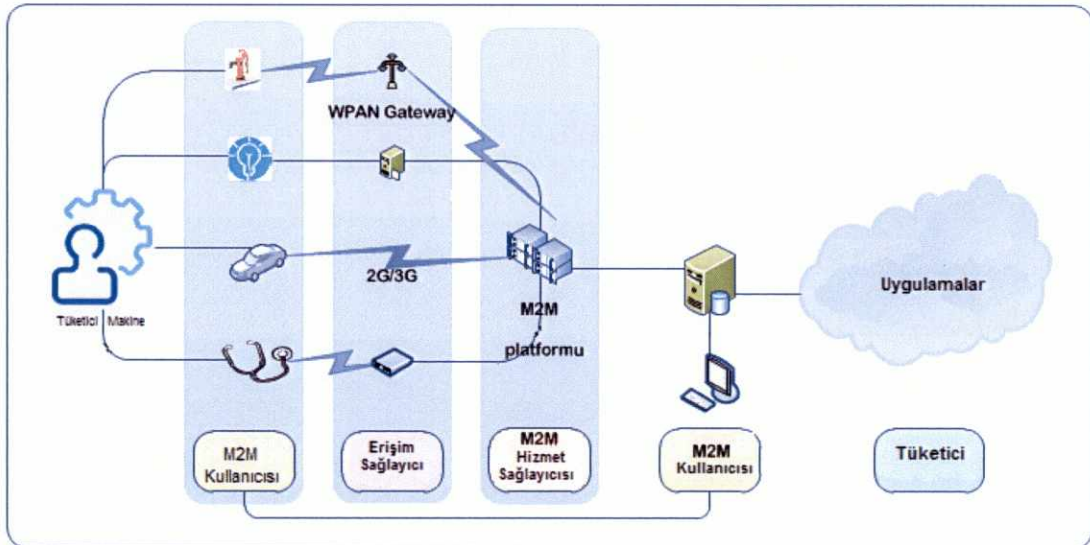 WPAN Gateway
2G/3G
M2M
platformu
Uygulamalar
Tüketici Makine
M2M
Kullanıcısı
Erişim
Sağlayıcı
M2M
Hizmet
Sağlayıcısı
M2M
Kullanıcısı
Tüketici